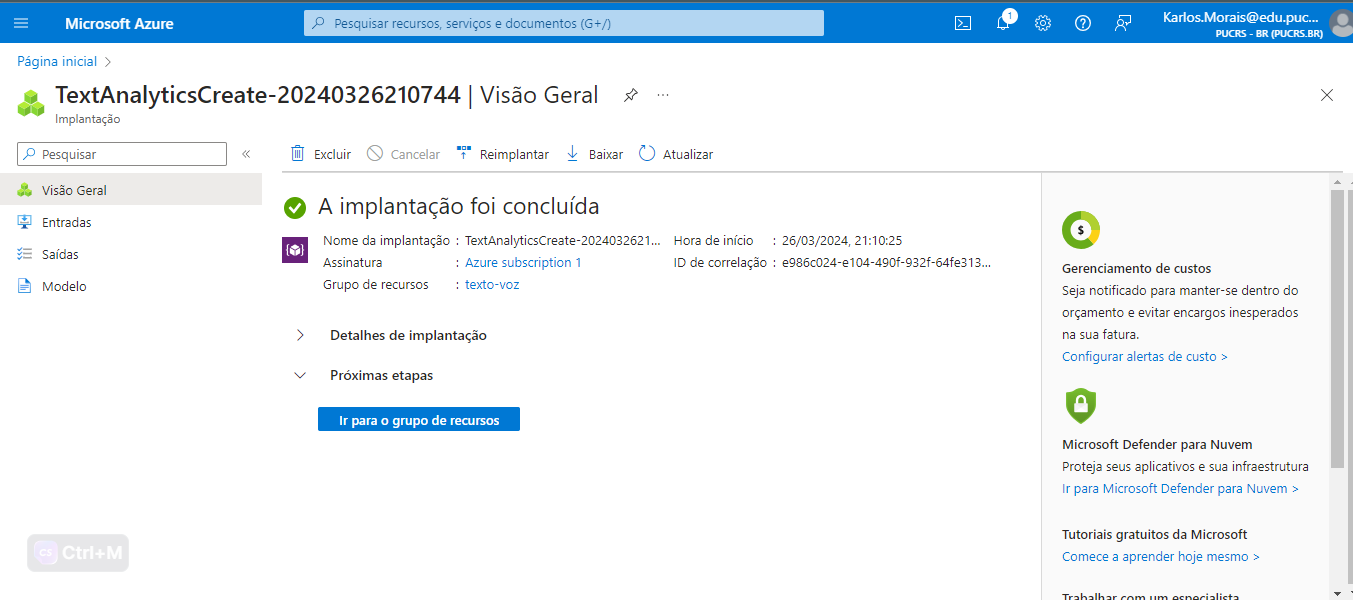 Microsoft Azure
Pesquisar recursos, serviços e documentos (G+/)
1
Karlos.Morais@edu.puc...
PUCRS - BR (PUCRS.BR)
Página inicial >
TextAnalyticsCreate-20240326210744 | Visão Geral
Implantação
Pesquisar
Visão Geral
Entradas
Saídas
Modelo
Excluir Cancelar Reimplantar Baixar Atualizar
A implantação foi concluída
Nome da implantação : TextAnalyticsCreate-2024032621...
Assinatura : Azure subscription 1
Grupo de recursos : texto-voz
Hora de início : 26/03/2024, 21:10:25
ID de correlação : e986c024-e104-490f-932f-64fe313...
Detalhes de implantação
Próximas etapas
Ir para o grupo de recursos
$
Gerenciamento de custos
Seja notificado para manter-se dentro do
orçamento e evitar encargos inesperados
na sua fatura.
Configurar alertas de custo >
Microsoft Defender para Nuvem
Proteja seus aplicativos e sua infraestrutura
Ir para Microsoft Defender para Nuvem >
Tutoriais gratuitos da Microsoft
Comece a aprender hoje mesmo >
Trabalhar com um especialista
CS Ctrl+M